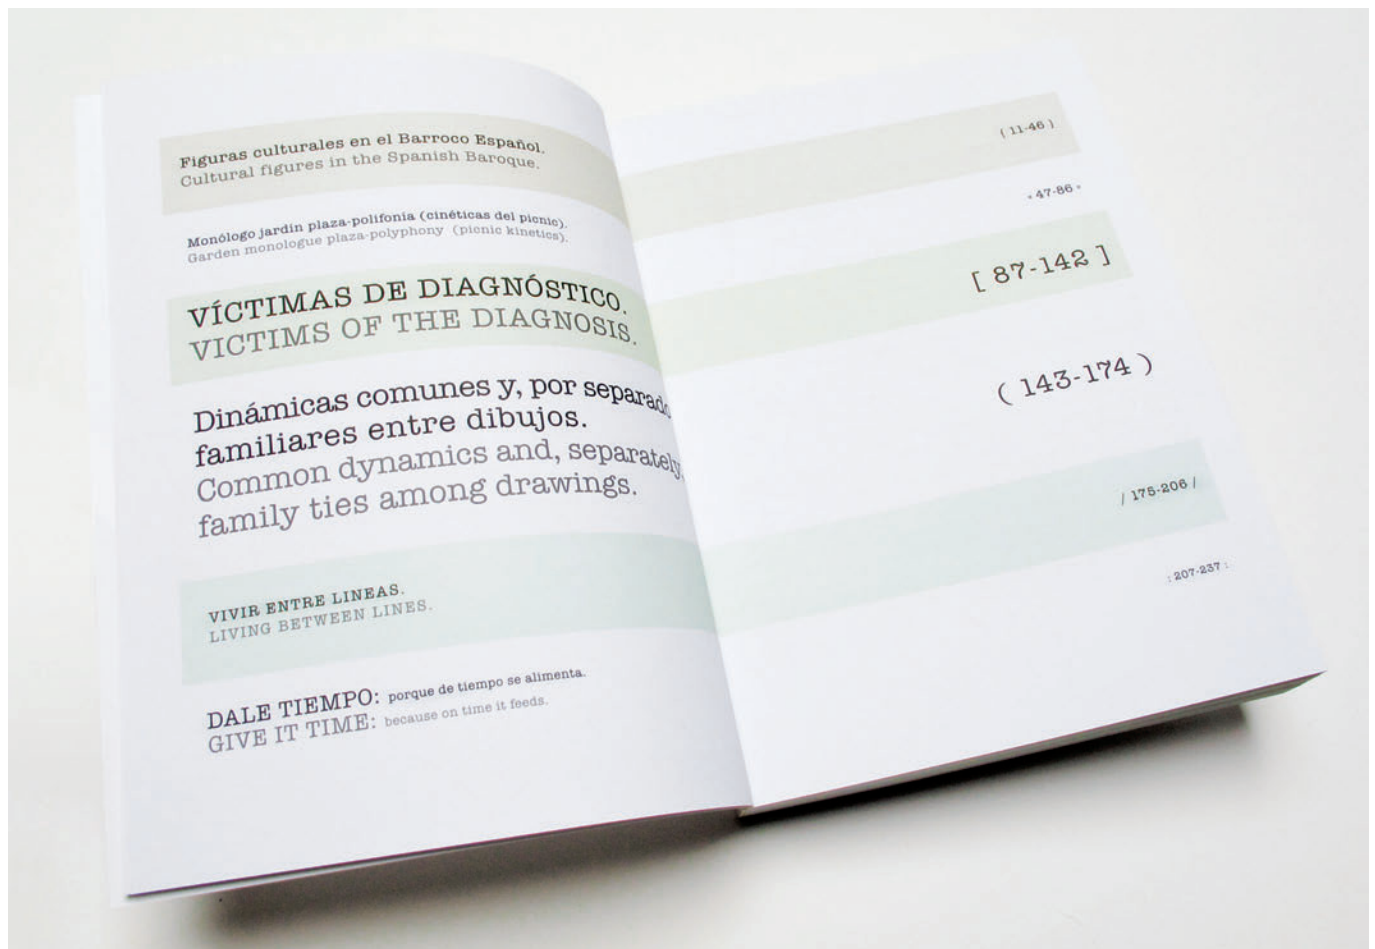 Figuras culturales en el Barroco Español.
Cultural figures in the Spanish Baroque.
( 11-46 )
Monólogo jardín plaza-polifonía (cinéticas del picnic).
Garden monologue plaza-polyphony (picnic kinetics).
· 47-86 ·
VÍCTIMAS DE DIAGNÓSTICO.
VICTIMS OF THE DIAGNOSIS.
[ 87-142 ]
Dinámicas comunes y, por separado
familiares entre dibujos.
Common dynamics and, separately,
family ties among drawings.
( 143-174 )
VIVIR ENTRE LINEAS.
LIVING BETWEEN LINES.
/ 175-206 /
DALE TIEMPO: porque de tiempo se alimenta.
GIVE IT TIME: because on time it feeds.
: 207-237 :